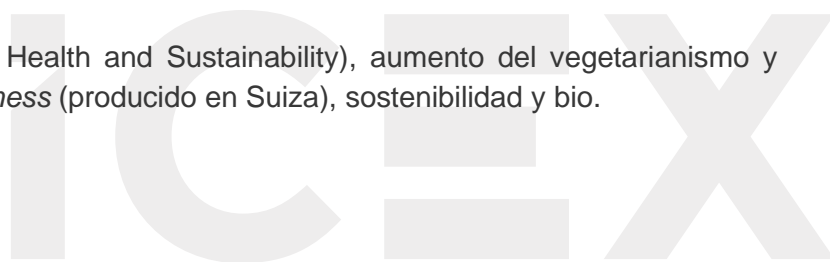 Health and Sustainability), aumento del vegetarianismo y
ness (producido en Suiza), sostenibilidad y bio.
ICEX